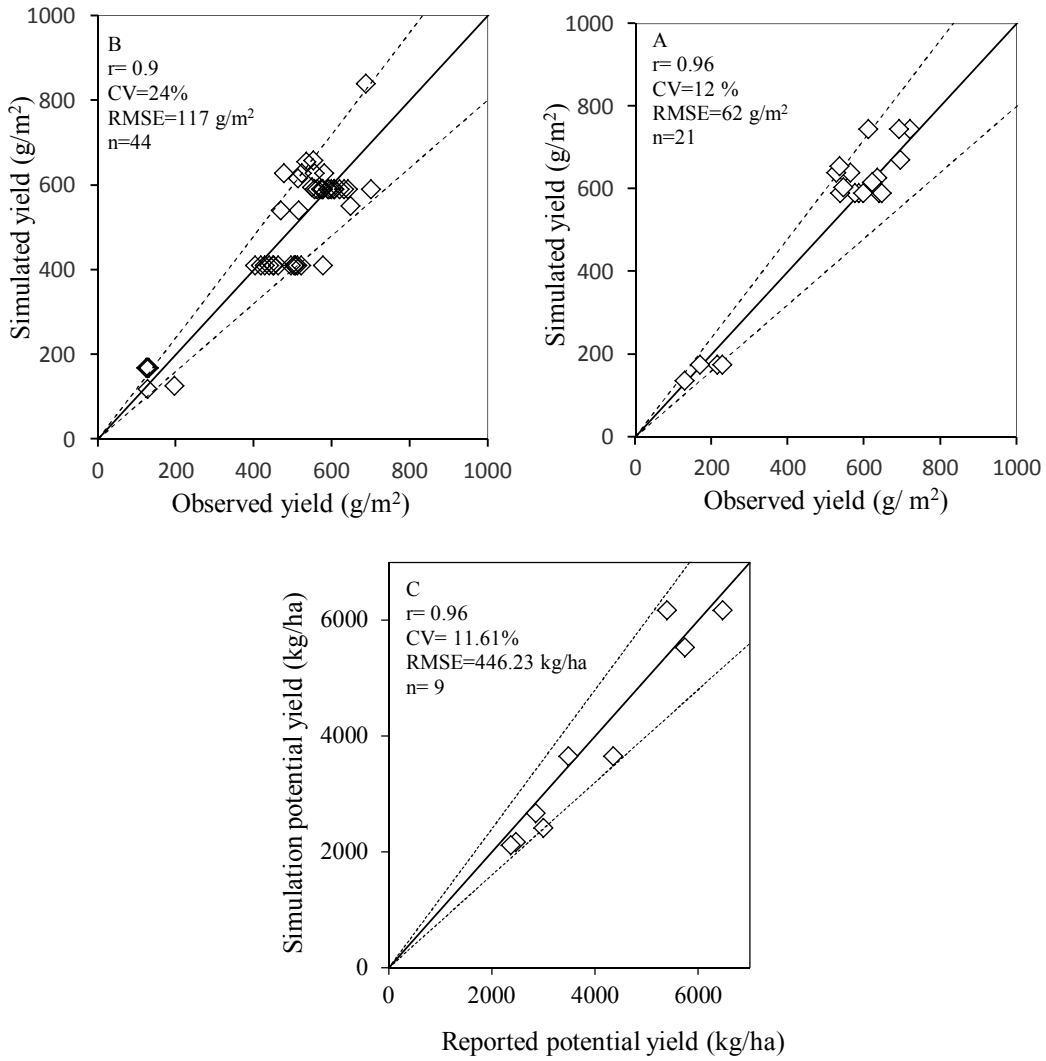 B
r= 0.9
CV=24%
RMSE=117 g/m²
n=44
1000
800
600
400
200
0
0 200 400 600 800 1000
Simulated yield (g/m²)
Observed yield (g/m²)
A
r= 0.96
CV=12 %
RMSE=62 g/m²
n=21
1000
800
600
400
200
0
0 200 400 600 800 1000
Simulated yield (g/m²)
Observed yield (g/ m²)
C
r= 0.96
CV= 11.61%
RMSE=446.23 kg/ha
n= 9
6000
4000
2000
0
0 2000 4000 6000
Simulation potential yield (kg/ha)
Reported potential yield (kg/ha)